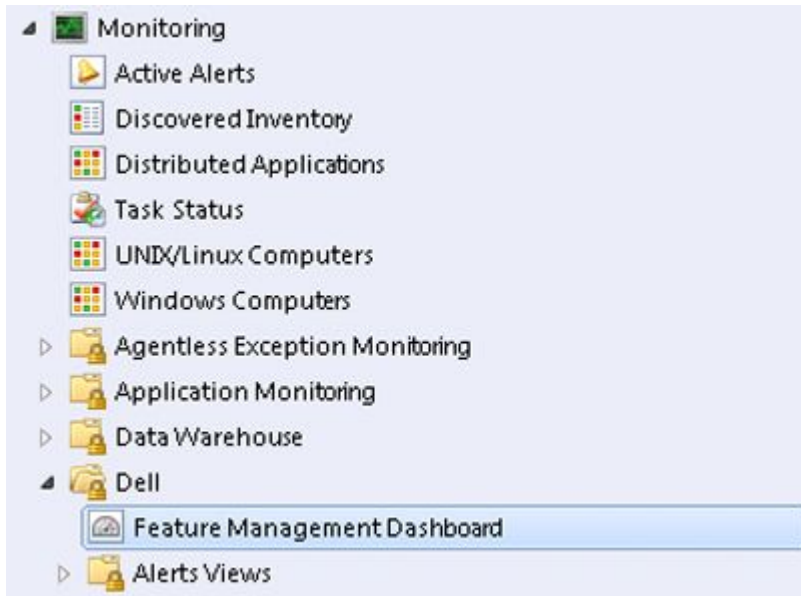 Monitoring
Active Alerts
Discovered Inventory
Distributed Applications
Task Status
UNIX/Linux Computers
Windows Computers
Agentless Exception Monitoring
Application Monitoring
Data Warehouse
Dell
Feature Management Dashboard
Alerts Views